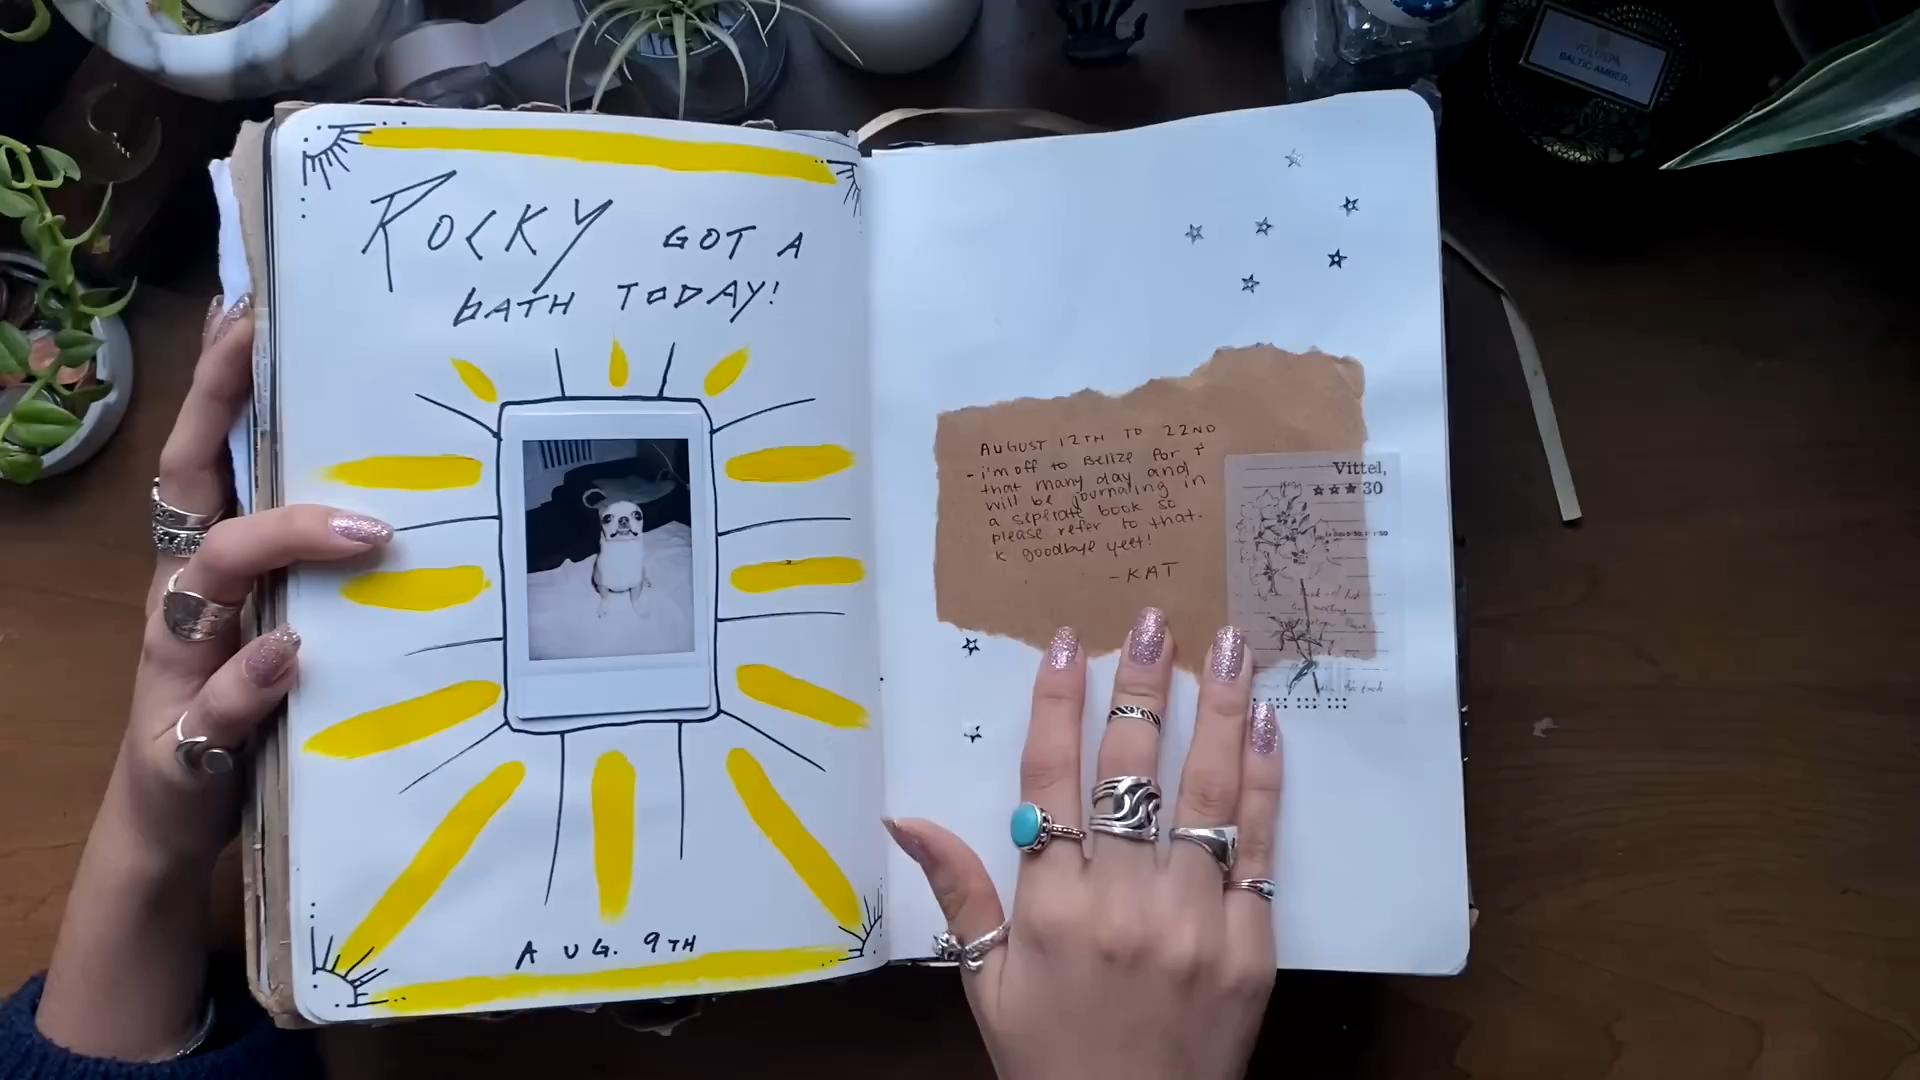 VOLUSPA
BALTIC AMBER
ROCKY GOT A
BATH TODAY!
AUG. 9TH
AUGUST 12TH TO 22ND
- i'm off to Belize for
that many day and
will be journaling in
a seperate book so
please refer to that.
K goodbye yeet!
- KAT
Vittel,
30